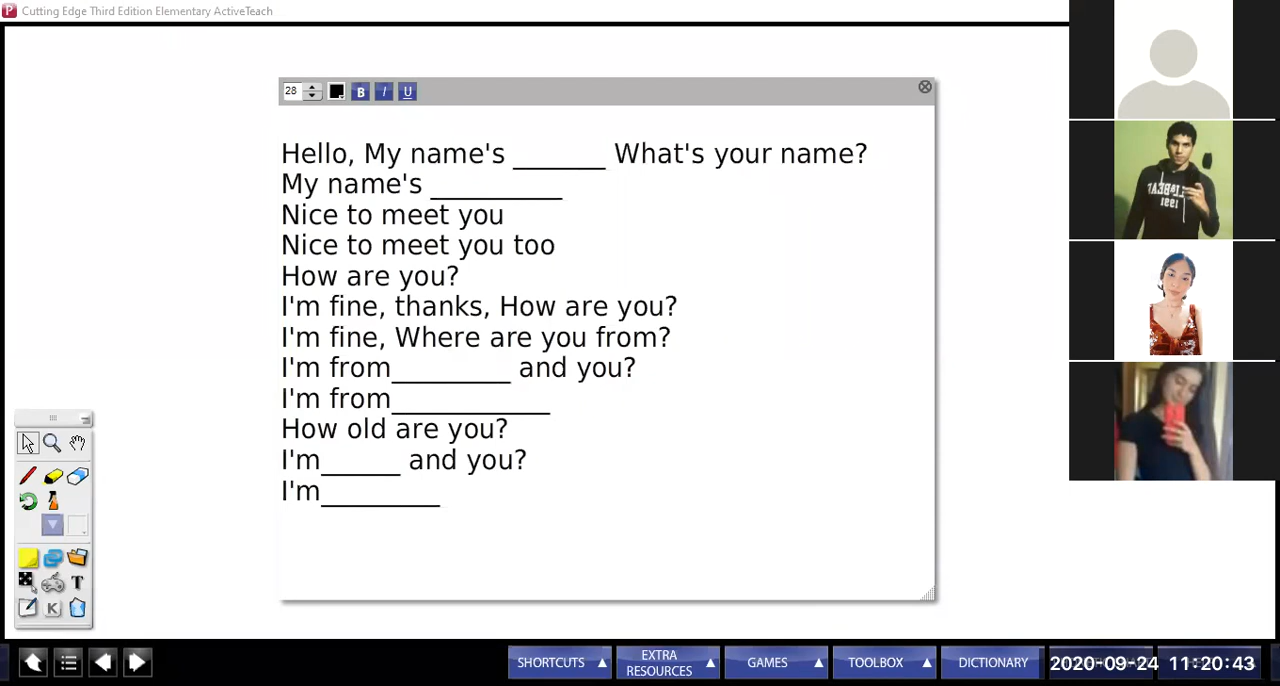 Cutting Edge Third Edition Elementary ActiveTeach
28 B I U
Hello, My name's _______ What's your name?
My name's __________
Nice to meet you
Nice to meet you too
How are you?
I'm fine, thanks, How are you?
I'm fine, Where are you from?
I'm from_________ and you?
I'm from____________
How old are you?
I'm______ and you?
I'm_________
T
K
SHORTCUTS
EXTRA RESOURCES
GAMES
TOOLBOX
DICTIONARY
2020-09-24 11:20:43
1991